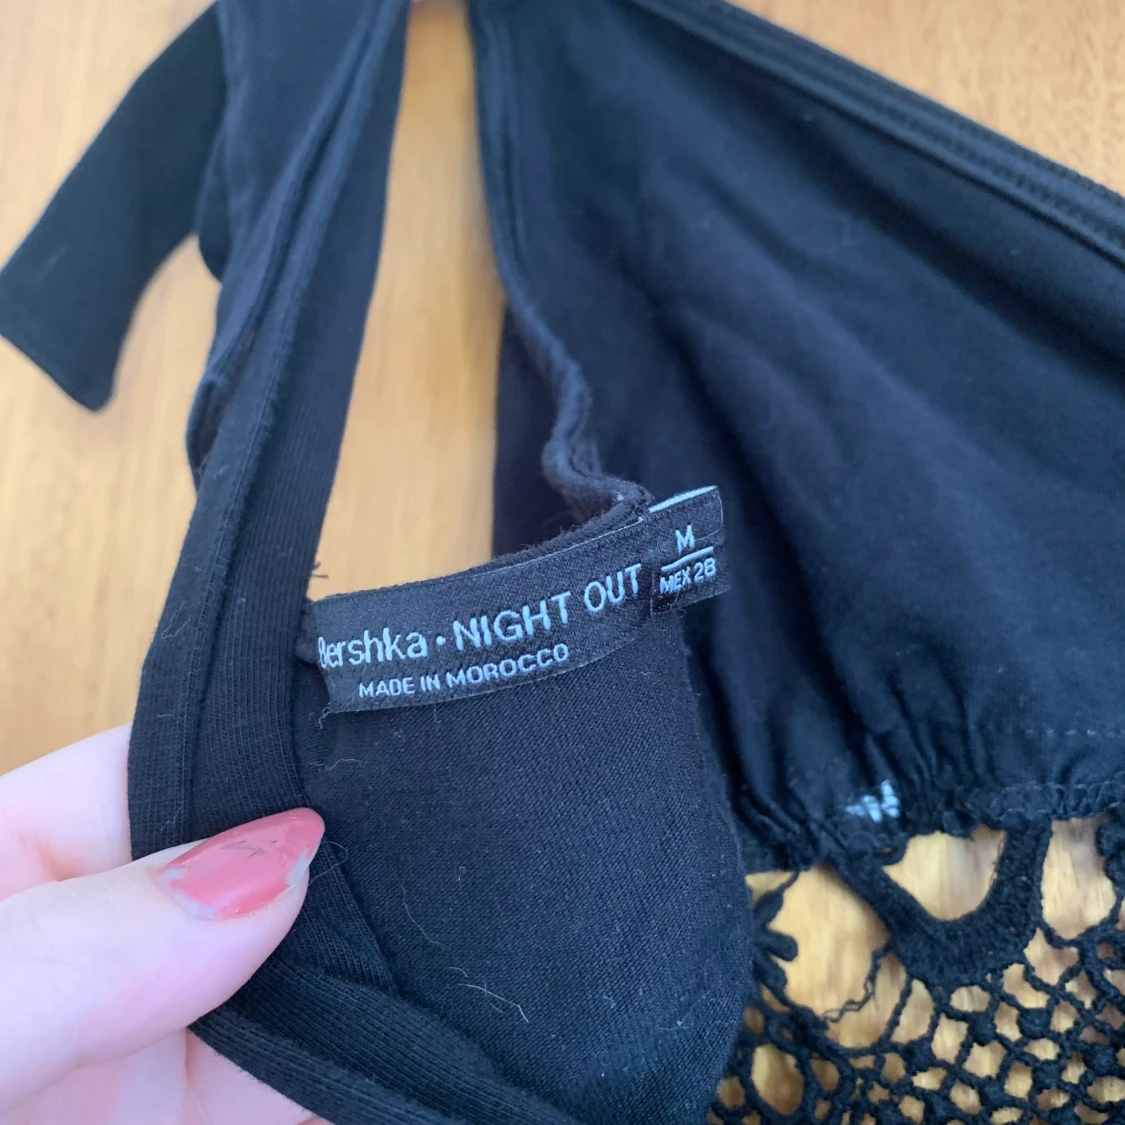 Bershka • NIGHT OUT
MADE IN MOROCCO
M
MEX 28